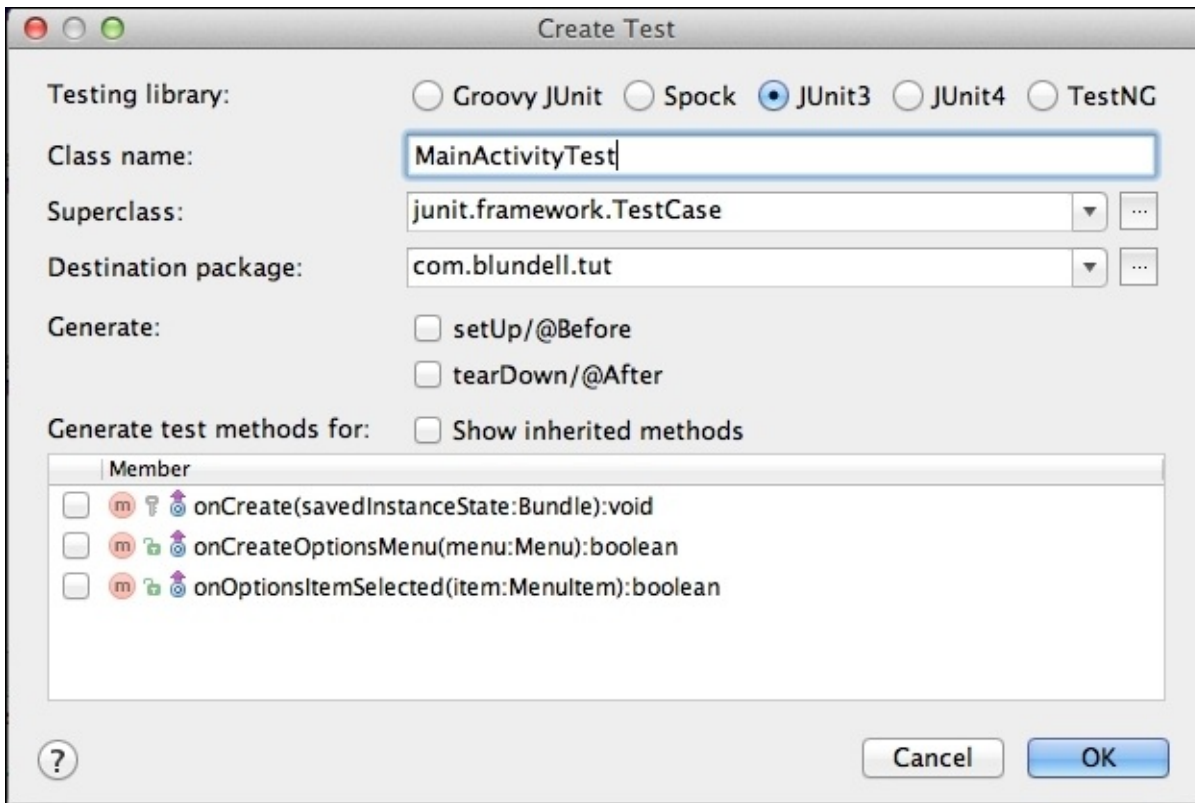 Create Test
Testing library: Groovy JUnit Spock JUnit3 JUnit4 TestNG
Class name: MainActivityTest
Superclass: junit.framework.TestCase ...
Destination package: com.blundell.tut ...
Generate: setUp/@Before
tearDown/@After
Generate test methods for: Show inherited methods
Member
m onCreate(savedInstanceState:Bundle):void
m onCreateOptionsMenu(menu:Menu):boolean
m onOptionsItemSelected(item:MenuItem):boolean
? Cancel OK